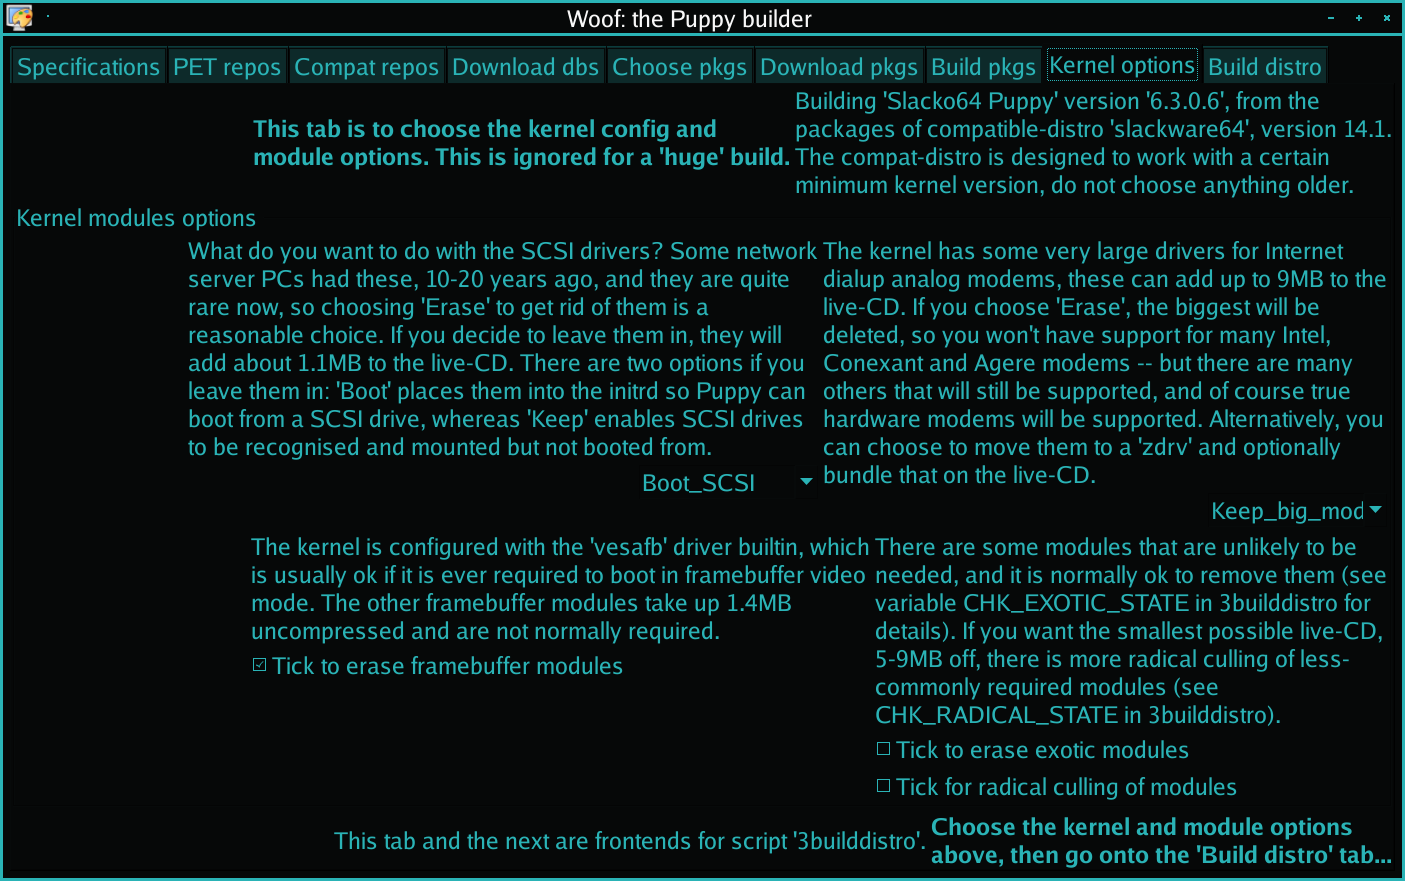 Woof: the Puppy builder
Specifications PET repos Compat repos Download dbs Choose pkgs Download pkgs Build pkgs Kernel options Build distro
This tab is to choose the kernel config and
module options. This is ignored for a 'huge' build.
Building 'Slacko64 Puppy' version '6.3.0.6', from the
packages of compatible-distro 'slackware64', version 14.1.
The compat-distro is designed to work with a certain
minimum kernel version, do not choose anything older.
Kernel modules options
What do you want to do with the SCSI drivers? Some network
server PCs had these, 10-20 years ago, and they are quite
rare now, so choosing 'Erase' to get rid of them is a
reasonable choice. If you decide to leave them in, they will
add about 1.1MB to the live-CD. There are two options if you
leave them in: 'Boot' places them into the initrd so Puppy can
boot from a SCSI drive, whereas 'Keep' enables SCSI drives
to be recognised and mounted but not booted from.
Boot_SCSI
The kernel has some very large drivers for Internet
dialup analog modems, these can add up to 9MB to the
live-CD. If you choose 'Erase', the biggest will be
deleted, so you won't have support for many Intel,
Conexant and Agere modems -- but there are many
others that will still be supported, and of course true
hardware modems will be supported. Alternatively, you
can choose to move them to a 'zdrv' and optionally
bundle that on the live-CD.
Keep_big_mod
The kernel is configured with the 'vesafb' driver builtin, which
is usually ok if it is ever required to boot in framebuffer video
mode. The other framebuffer modules take up 1.4MB
uncompressed and are not normally required.
Tick to erase framebuffer modules
There are some modules that are unlikely to be
needed, and it is normally ok to remove them (see
variable CHK_EXOTIC_STATE in 3builddistro for
details). If you want the smallest possible live-CD,
5-9MB off, there is more radical culling of less-
commonly required modules (see
CHK_RADICAL_STATE in 3builddistro).
Tick to erase exotic modules
Tick for radical culling of modules
This tab and the next are frontends for script '3builddistro'.
Choose the kernel and module options
above, then go onto the 'Build distro' tab...